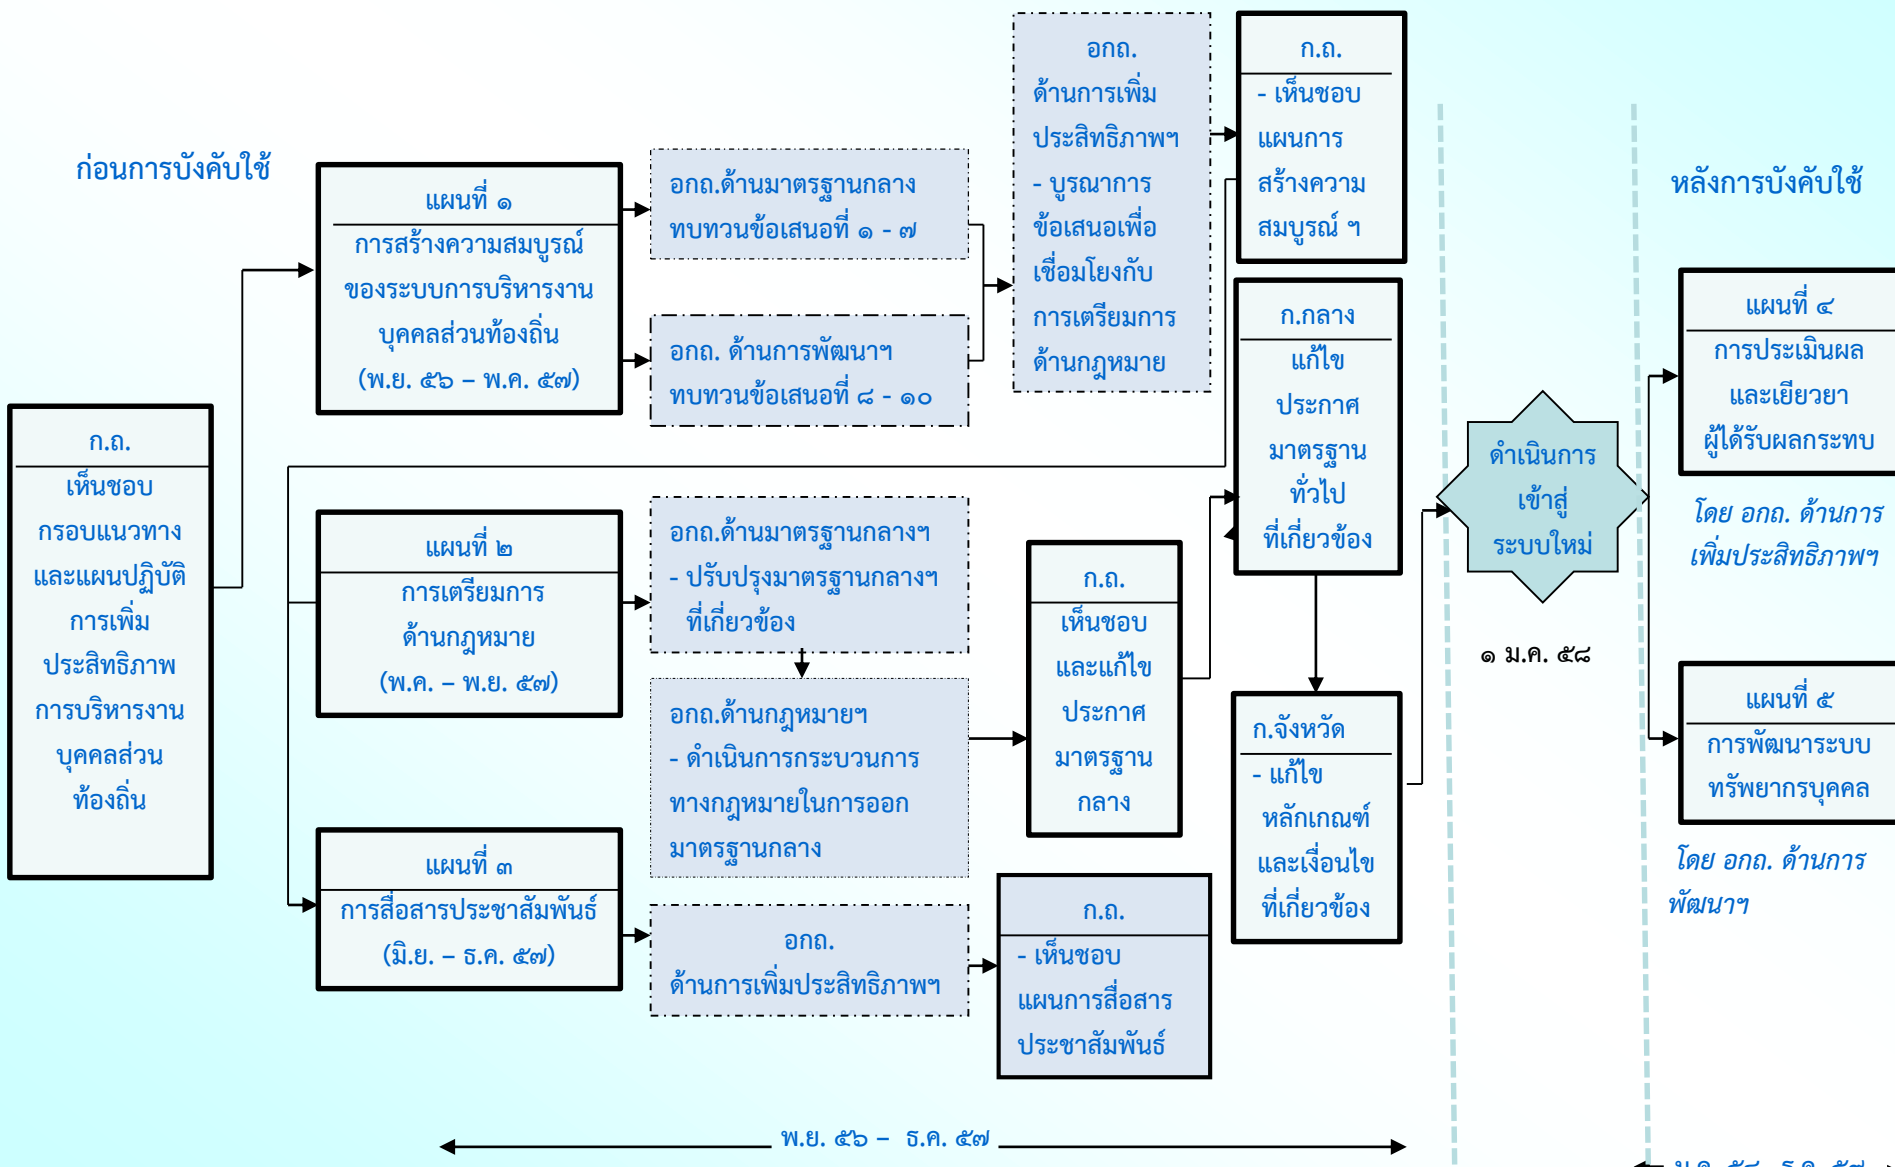 ก่อนการบังคับใช้
ก.ถ.
เห็นชอบ
กรอบแนวทาง
และแผนปฏิบัติ
การเพิ่ม
ประสิทธิภาพ
การบริหารงาน
บุคคลส่วน
ท้องถิ่น
แผนที่ ๑
การสร้างความสมบูรณ์
ของระบบการบริหารงาน
บุคคลส่วนท้องถิ่น
(พ.ย. ๕๖ – พ.ค. ๕๗)
อกถ.ด้านมาตรฐานกลาง
ทบทวนข้อเสนอที่ ๑ - ๗
อกถ. ด้านการพัฒนาฯ
ทบทวนข้อเสนอที่ ๘ - ๑๐
อกถ.
ด้านการเพิ่ม
ประสิทธิภาพฯ
- บูรณาการ
ข้อเสนอเพื่อ
เชื่อมโยงกับ
การเตรียมการ
ด้านกฎหมาย
ก.ถ.
- เห็นชอบ
แผนการ
สร้างความ
สมบูรณ์ ฯ
แผนที่ ๒
การเตรียมการ
ด้านกฎหมาย
(พ.ค. – พ.ย. ๕๗)
อกถ.ด้านมาตรฐานกลางฯ
- ปรับปรุงมาตรฐานกลางฯ
ที่เกี่ยวข้อง
อกถ.ด้านกฎหมายฯ
- ดำเนินการกระบวนการ
ทางกฎหมายในการออก
มาตรฐานกลาง
ก.ถ.
เห็นชอบ
และแก้ไข
ประกาศ
มาตรฐาน
กลาง
ก.กลาง
แก้ไข
ประกาศ
มาตรฐาน
ทั่วไป
ที่เกี่ยวข้อง
ก.จังหวัด
- แก้ไข
หลักเกณฑ์
และเงื่อนไข
ที่เกี่ยวข้อง
แผนที่ ๓
การสื่อสารประชาสัมพันธ์
(มิ.ย. – ธ.ค. ๕๗)
อกถ.
ด้านการเพิ่มประสิทธิภาพฯ
ก.ถ.
- เห็นชอบ
แผนการสื่อสาร
ประชาสัมพันธ์
ดำเนินการ
เข้าสู่
ระบบใหม่
๑ ม.ค. ๕๘
หลังการบังคับใช้
แผนที่ ๔
การประเมินผล
และเยียวยา
ผู้ได้รับผลกระทบ
โดย อกถ. ด้านการ
เพิ่มประสิทธิภาพฯ
แผนที่ ๕
การพัฒนาระบบ
ทรัพยากรบุคคล
โดย อกถ. ด้านการ
พัฒนาฯ
พ.ย. ๕๖ – ธ.ค. ๕๗